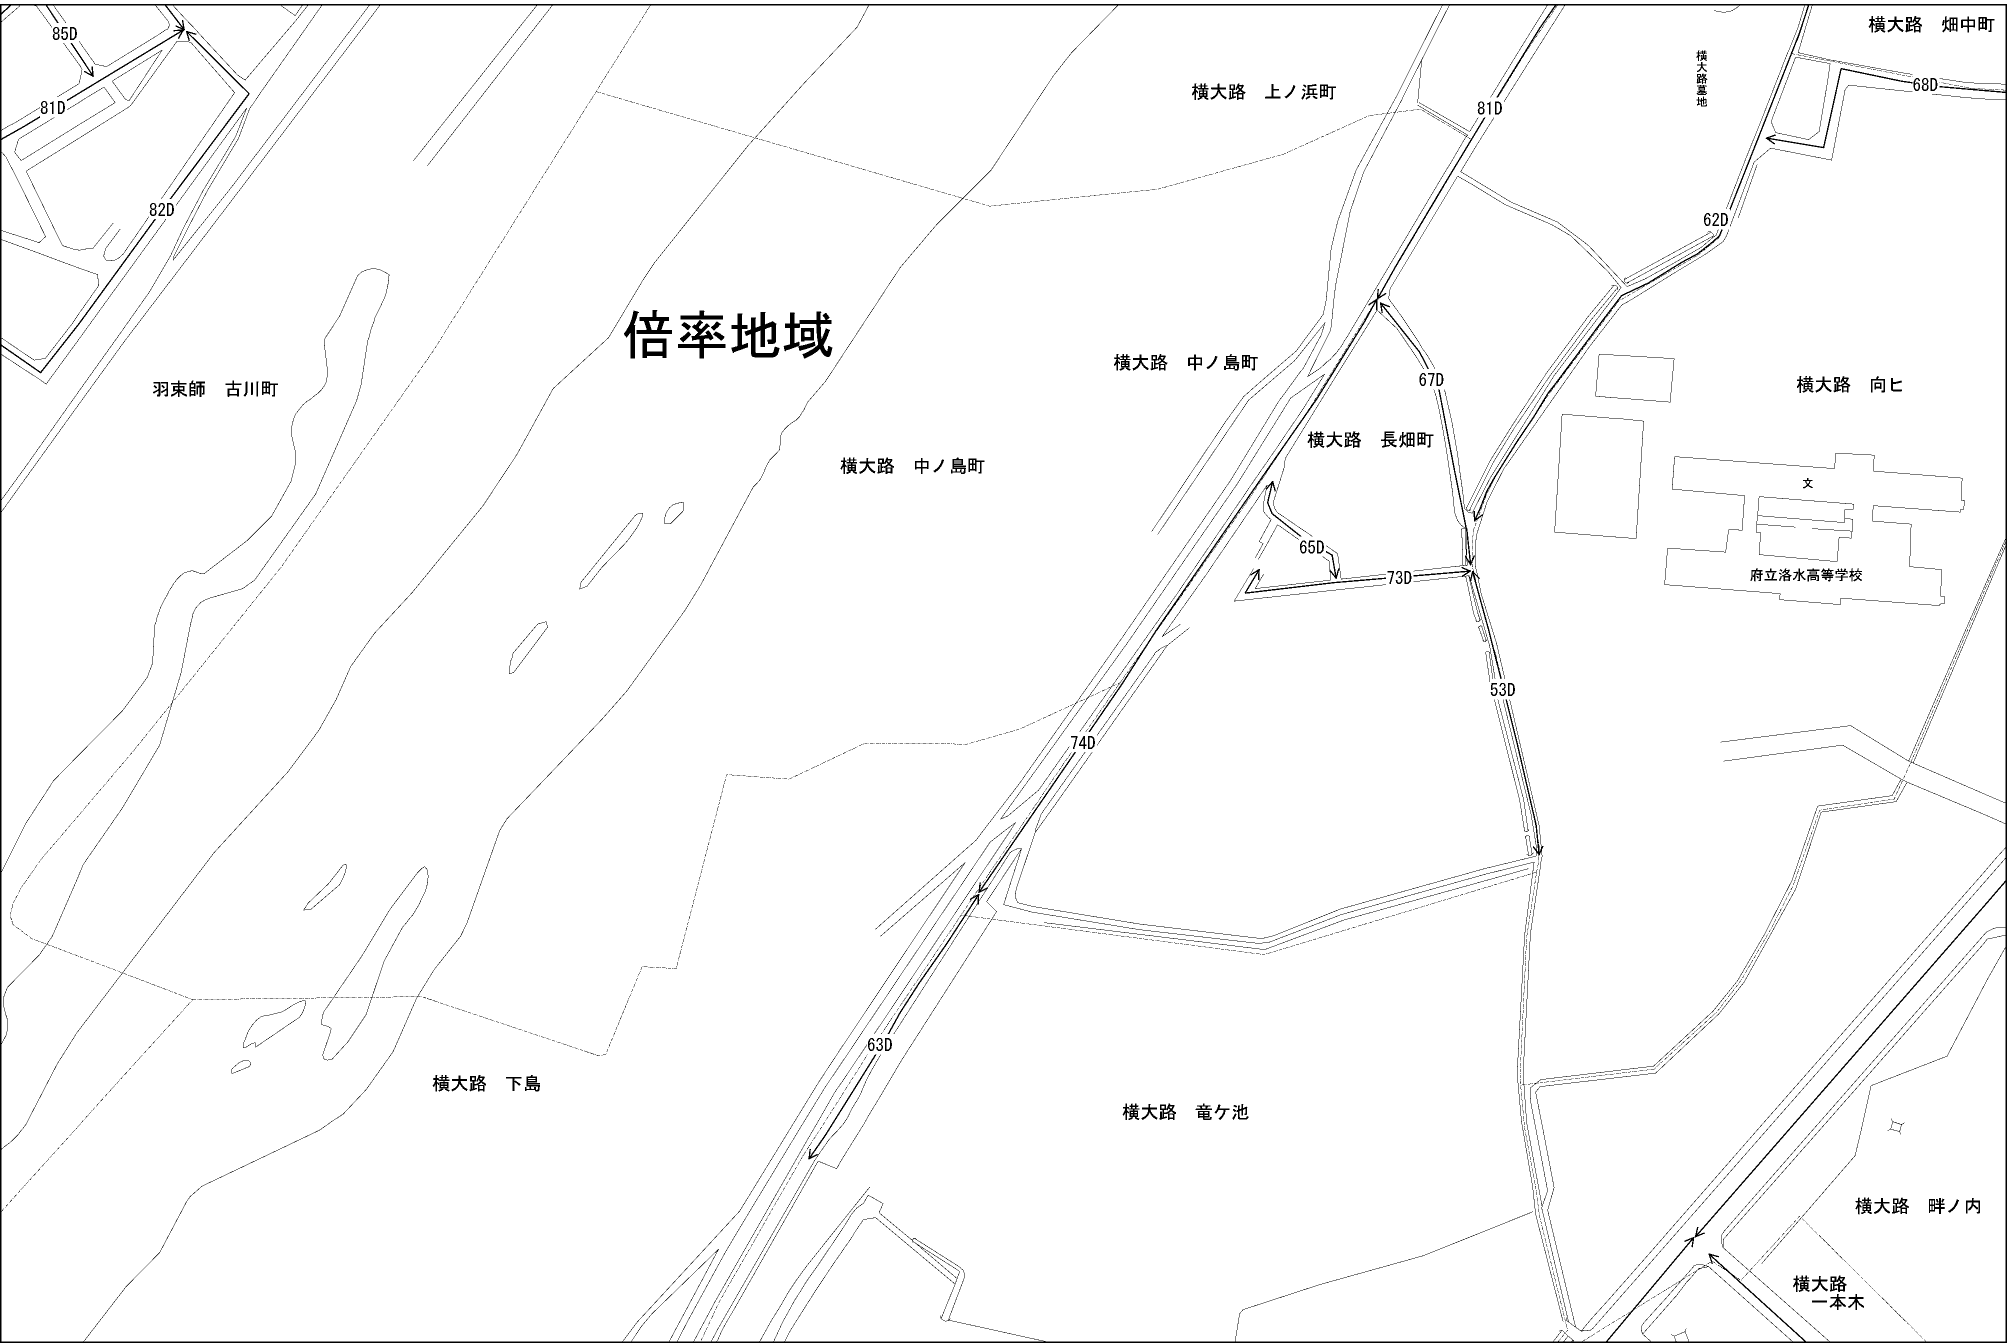 85D
横大路　畑中町
横大路墓地
68D
横大路　上ノ浜町
81D
81D
82D
62D
倍率地域
横大路　中ノ島町
67D
横大路　向ヒ
羽束師　古川町
横大路　長畑町
横大路　中ノ島町
文
65D
73D
府立洛水高等学校
53D
74D
63D
横大路　下島
横大路　竜ケ池
横大路　畔ノ内
横大路
一本木